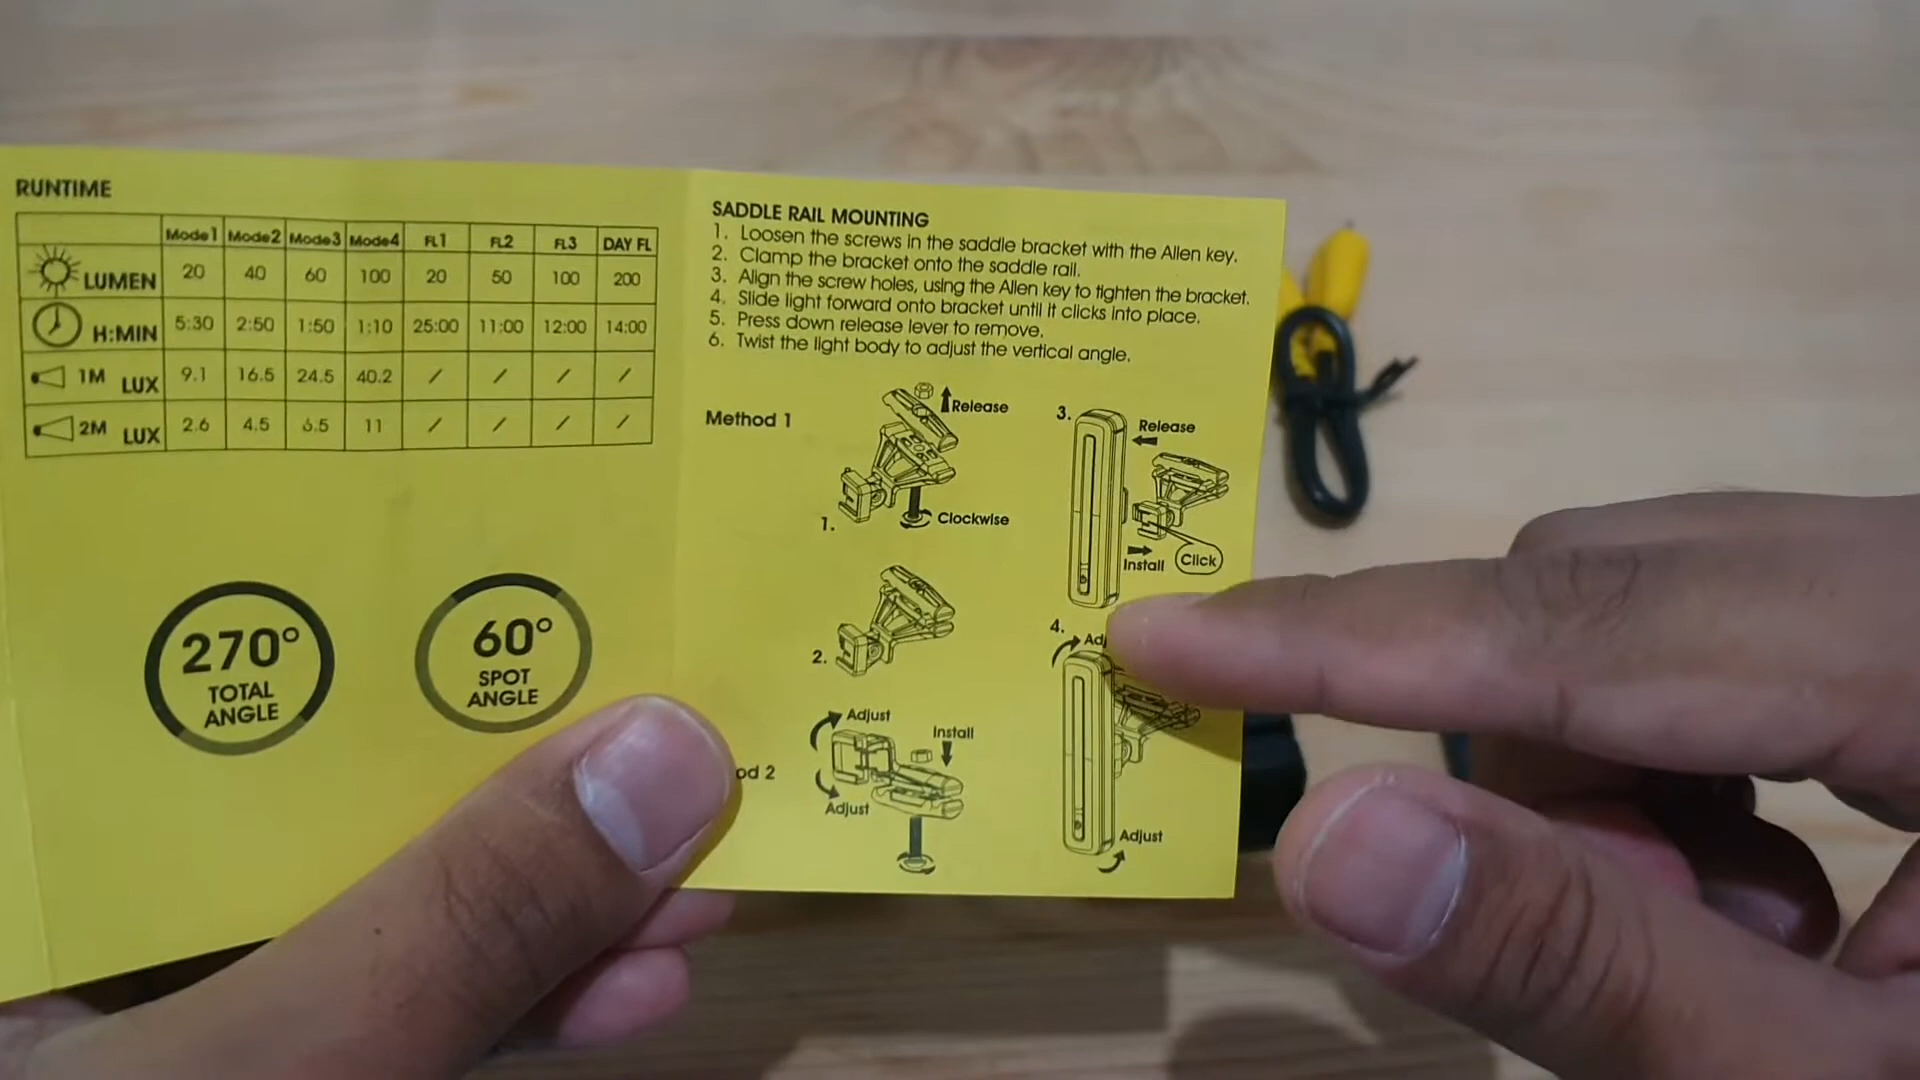 RUNTIME
Mode1 Mode2 Mode3 Mode4 FL1 FL2 FL3 DAY FL
LUMEN 20 40 60 100 20 50 100 200
H:MIN 5:30 2:50 1:50 1:10 25:00 11:00 12:00 14:00
1M LUX 9.1 16.5 24.5 40.2 / / / /
2M LUX 2.6 4.5 6.5 11 / / / /
270°
TOTAL
ANGLE
60°
SPOT
ANGLE
SADDLE RAIL MOUNTING
1. Loosen the screws in the saddle bracket with the Allen key.
2. Clamp the bracket onto the saddle rail.
3. Align the screw holes, using the Allen key to tighten the bracket.
4. Slide light forward onto bracket until it clicks into place.
5. Press down release lever to remove.
6. Twist the light body to adjust the vertical angle.
Method 1
Release
Clockwise
1.
2.
3.
Release
Install
Click
4.
Adj
Adjust
od 2
Adjust
Install
Adjust